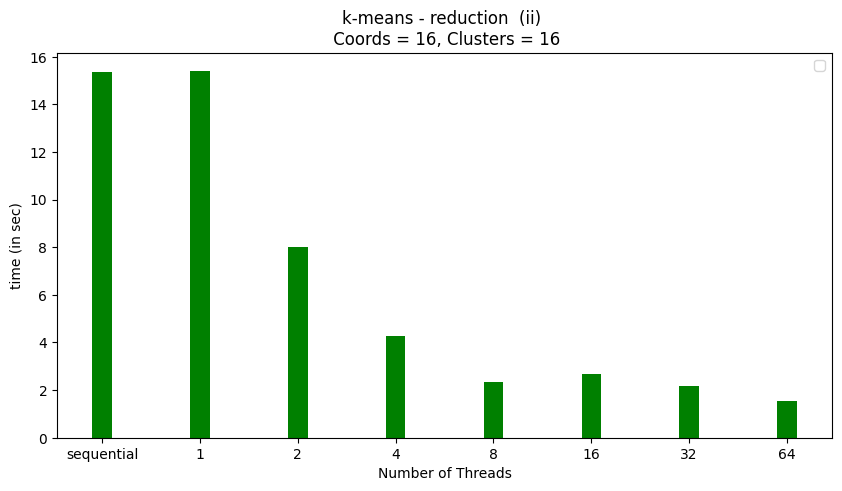 k-means - reduction (ii)
Coords = 16, Clusters = 16
16
14
12
10
8
6
4
2
0
time (in sec)
sequential 1 2 4 8 16 32 64
Number of Threads